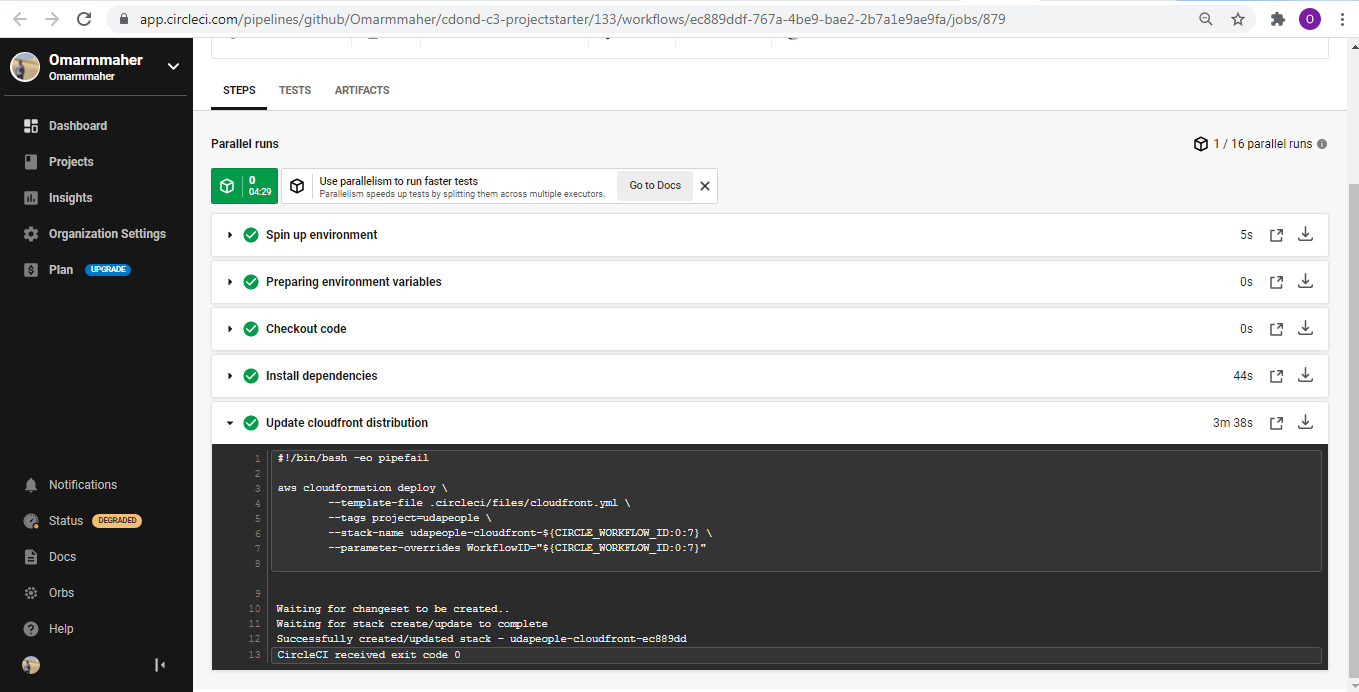 app.circleci.com/pipelines/github/Omarmmaher/cdond-c3-projectstarter/133/workflows/ec889ddf-767a-4be9-bae2-2b7a1e9ae9fa/jobs/879
O
Omarmmaher
Omarmmaher
Dashboard
Projects
Insights
Organization Settings
Plan UPGRADE
Notifications
Status DEGRADED
Docs
Orbs
Help
STEPS TESTS ARTIFACTS
Parallel runs
1 / 16 parallel runs
0
04:29
Use parallelism to run faster tests
Parallelism speeds up tests by splitting them across multiple executors.
Go to Docs
Spin up environment 5s
Preparing environment variables 0s
Checkout code 0s
Install dependencies 44s
Update cloudfront distribution 3m 38s
1 #!/bin/bash -eo pipefail
2
3 aws cloudformation deploy \
4 --template-file .circleci/files/cloudfront.yml \
5 --tags project=udapeople \
6 --stack-name udapeople-cloudfront-${CIRCLE_WORKFLOW_ID:0:7} \
7 --parameter-overrides WorkflowID="${CIRCLE_WORKFLOW_ID:0:7}"
8
9
10 Waiting for changeset to be created..
11 Waiting for stack create/update to complete
12 Successfully created/updated stack - udapeople-cloudfront-ec889dd
13 CircleCI received exit code 0